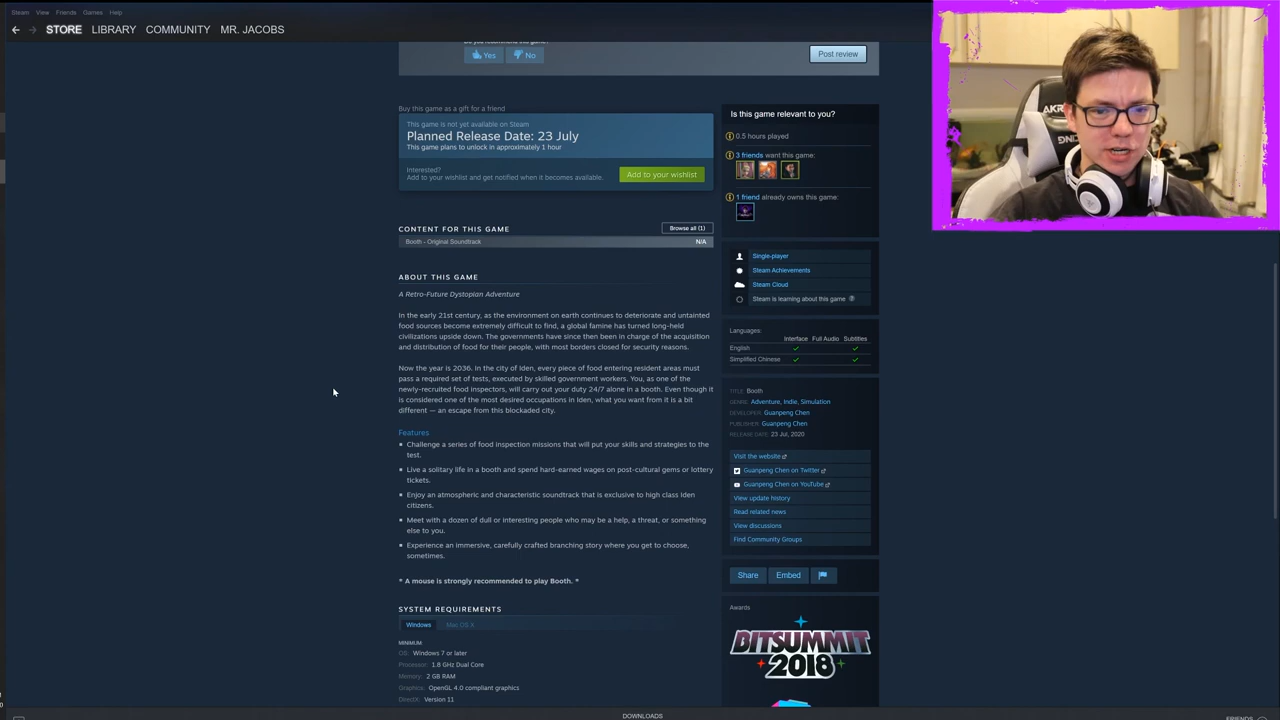 Steam View Friends Games Help
STORE LIBRARY COMMUNITY MR. JACOBS
Yes No Post review
Buy this game as a gift for a friend
This game is not yet available on Steam
Planned Release Date: 23 July
This game plans to unlock in approximately 1 hour
Interested?
Add to your wishlist and get notified when it becomes available.
Add to your wishlist
CONTENT FOR THIS GAME
Browse all (1)
Booth - Original Soundtrack N/A
ABOUT THIS GAME
A Retro-Future Dystopian Adventure
In the early 21st century, as the environment on earth continues to deteriorate and untainted
food sources become extremely difficult to find, a global famine has turned long-held
civilizations upside down. The governments have since then been in charge of the acquisition
and distribution of food for their people, with most borders closed for security reasons.
Now the year is 2036. In the city of Iden, every piece of food entering resident areas must
pass a required set of tests, executed by skilled government workers. You, as one of the
newly-recruited food inspectors, will carry out your duty 24/7 alone in a booth. Even though it
is considered one of the most desired occupations in Iden, what you want from it is a bit
different — an escape from this blockaded city.
Features
Challenge a series of food inspection missions that will put your skills and strategies to the
test.
Live a solitary life in a booth and spend hard-earned wages on post-cultural gems or lottery
tickets.
Enjoy an atmospheric and characteristic soundtrack that is exclusive to high class Iden
citizens.
Meet with a dozen of dull or interesting people who may be a help, a threat, or something
else to you.
Experience an immersive, carefully crafted branching story where you get to choose,
sometimes.
* A mouse is strongly recommended to play Booth. *
SYSTEM REQUIREMENTS
Windows Mac OS X
MINIMUM:
OS: Windows 7 or later
Processor: 1.8 GHz Dual Core
Memory: 2 GB RAM
Graphics: OpenGL 4.0 compliant graphics
DirectX: Version 11
Is this game relevant to you?
0.5 hours played
3 friends want this game:
1 friend already owns this game:
Single-player
Steam Achievements
Steam Cloud
Steam is learning about this game ?
Languages:
Interface Full Audio Subtitles
English
Simplified Chinese
TITLE: Booth
GENRE: Adventure, Indie, Simulation
DEVELOPER: Guanpeng Chen
PUBLISHER: Guanpeng Chen
RELEASE DATE: 23 Jul, 2020
Visit the website
Guanpeng Chen on Twitter
Guanpeng Chen on YouTube
View update history
Read related news
View discussions
Find Community Groups
Share Embed
Awards
BITSUMMIT
2018
DOWNLOADS